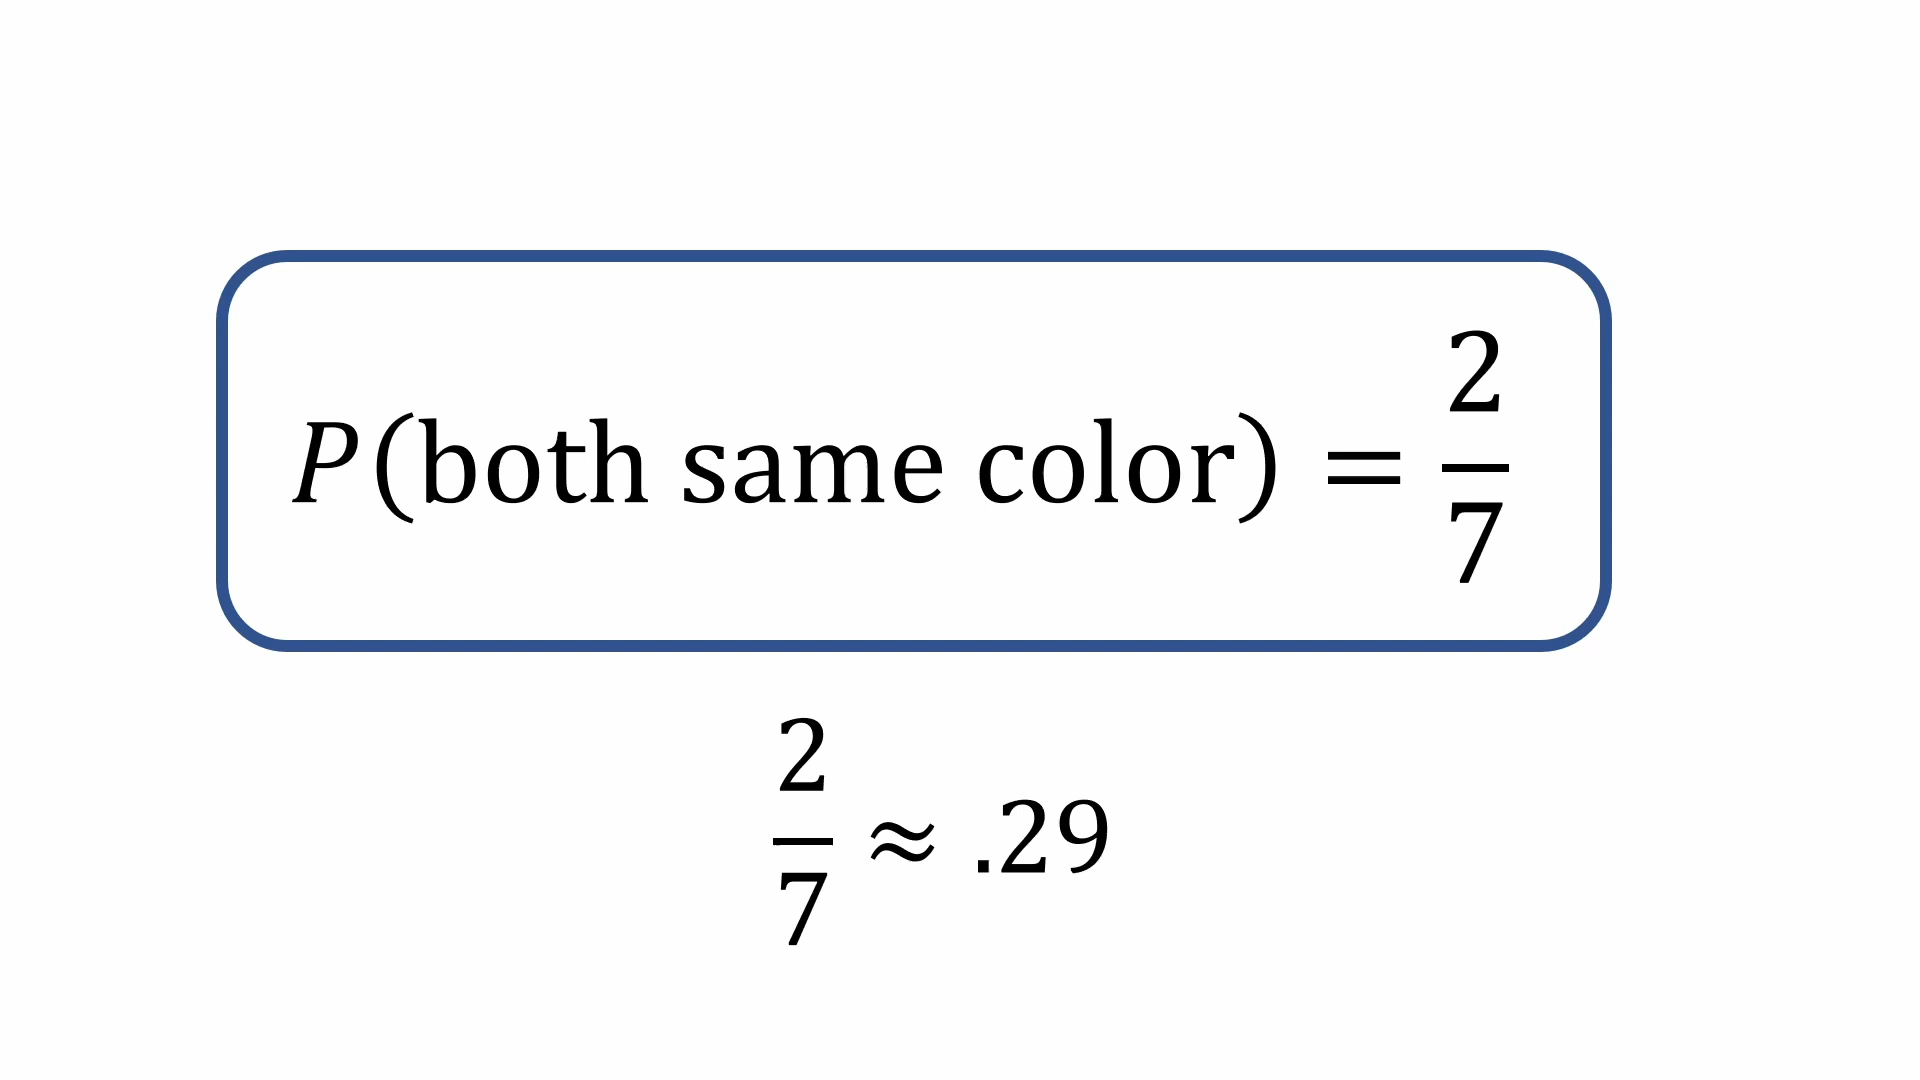 P(both same color) = 2/7
2/7 ≈ .29